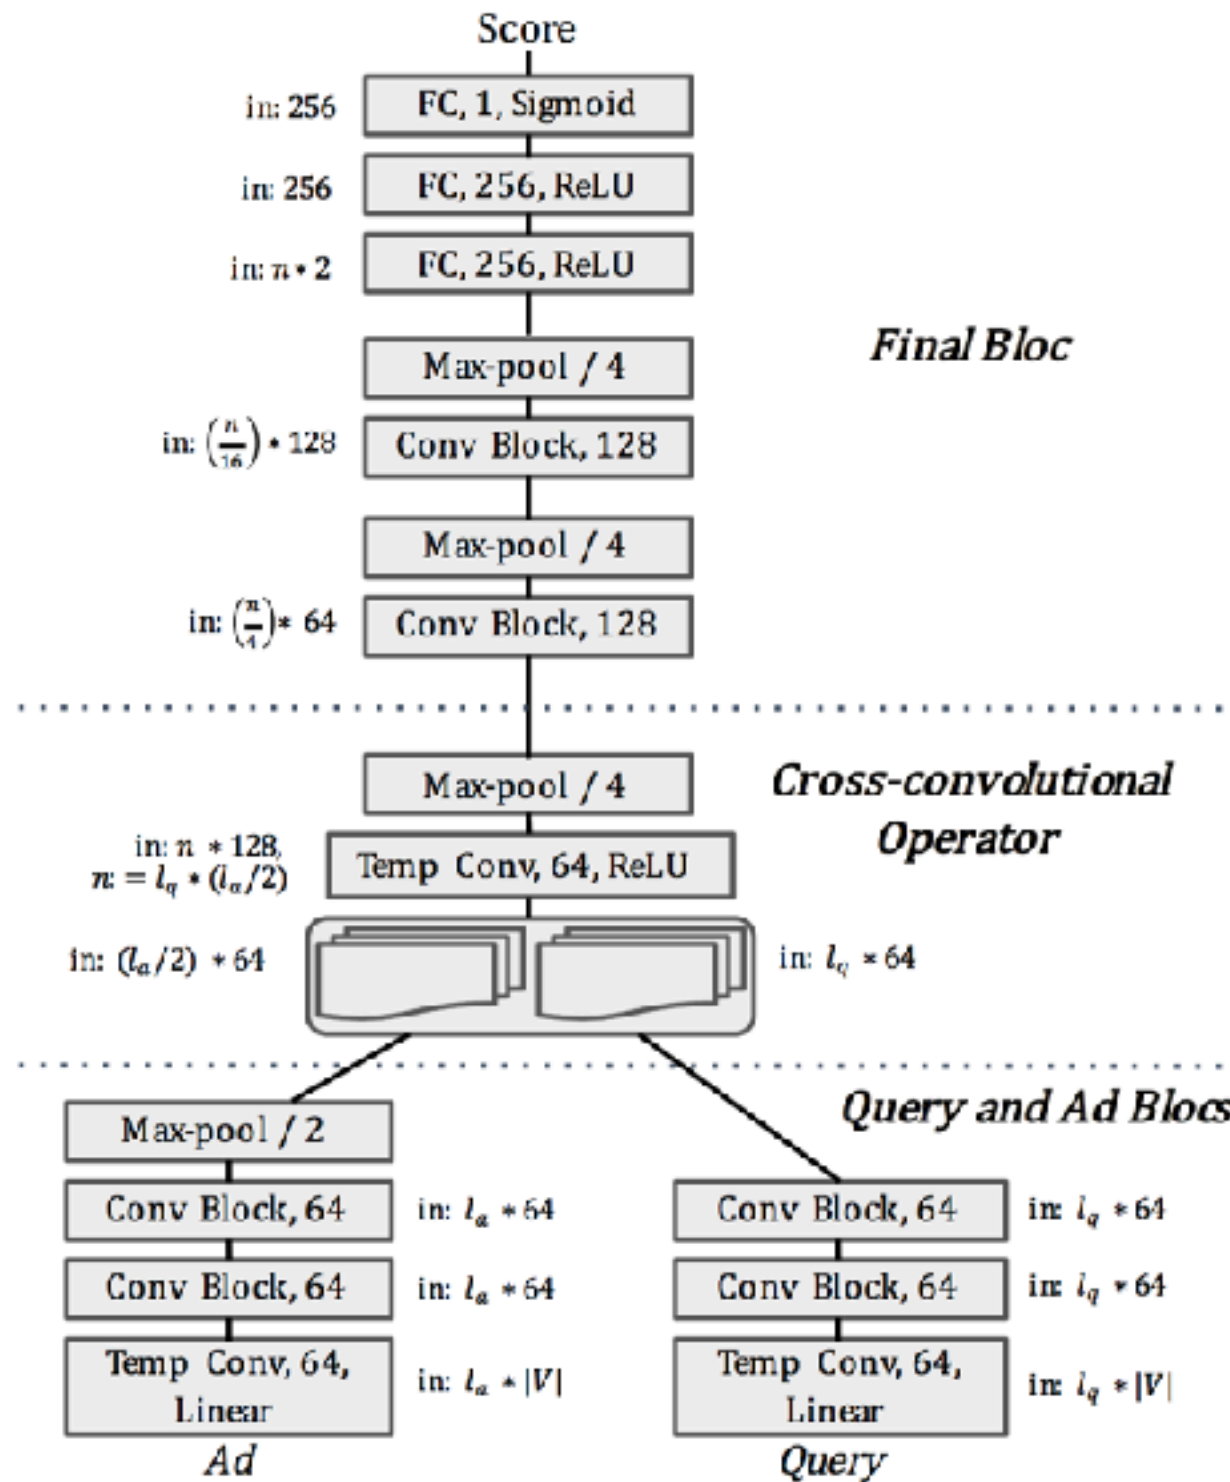 Score
in: 256
FC, 1, Sigmoid
in: 256
FC, 256, ReLU
in: n * 2
FC, 256, ReLU
Final Bloc
Max-pool / 4
in: (n/16) * 128
Conv Block, 128
Max-pool / 4
in: (n/4) * 64
Conv Block, 128
Cross-convolutional
Operator
Max-pool / 4
in: n * 128,
n: = l_q * (l_a/2)
Temp Conv, 64, ReLU
in: (l_a/2) * 64
in: l_q * 64
Query and Ad Blocs
Max-pool / 2
Conv Block, 64
in: l_a * 64
Conv Block, 64
in: l_q * 64
Conv Block, 64
in: l_a * 64
Conv Block, 64
in: l_q * 64
Temp Conv, 64,
Linear
in: l_a * |V|
Temp Conv, 64,
Linear
in: l_q * |V|
Ad
Query